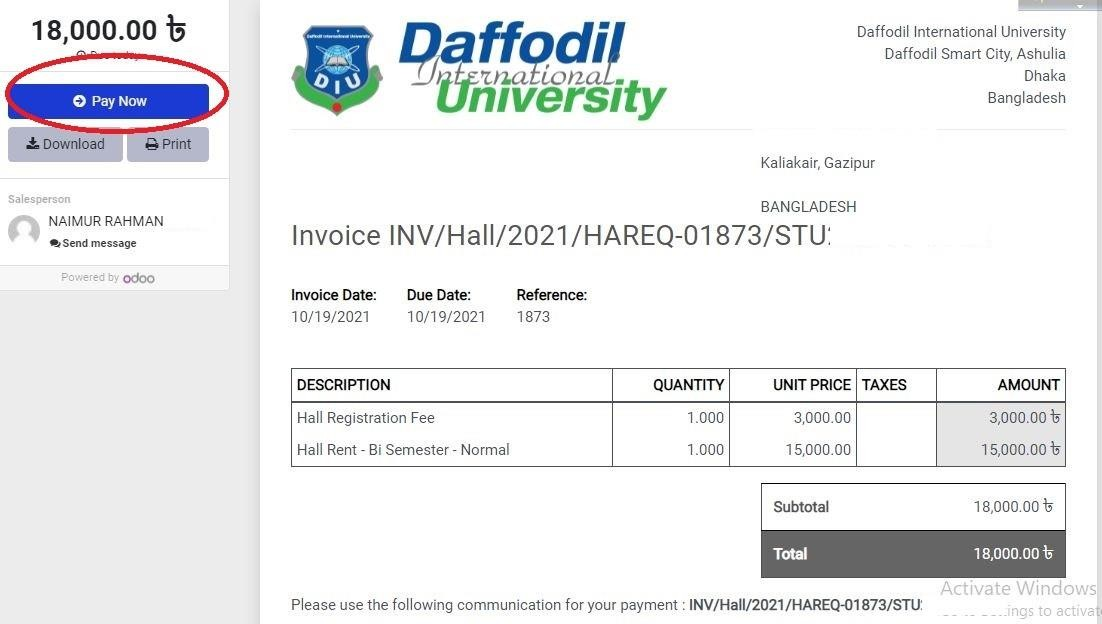 18,000.00 ৳
Pay Now
Download
Print
Salesperson
NAIMUR RAHMAN
Send message
Powered by odoo
Daffodil International University
DIU
Daffodil
International
University
Daffodil International University
Daffodil Smart City, Ashulia
Dhaka
Bangladesh
Kaliakair, Gazipur
BANGLADESH
Invoice INV/Hall/2021/HAREQ-01873/STU
Invoice Date: Due Date: Reference:
10/19/2021 10/19/2021 1873
DESCRIPTION QUANTITY UNIT PRICE TAXES AMOUNT
Hall Registration Fee 1.000 3,000.00 3,000.00 ৳
Hall Rent - Bi Semester - Normal 1.000 15,000.00 15,000.00 ৳
Subtotal 18,000.00 ৳
Total 18,000.00 ৳
Please use the following communication for your payment : INV/Hall/2021/HAREQ-01873/STU
Activate Windows
to activate